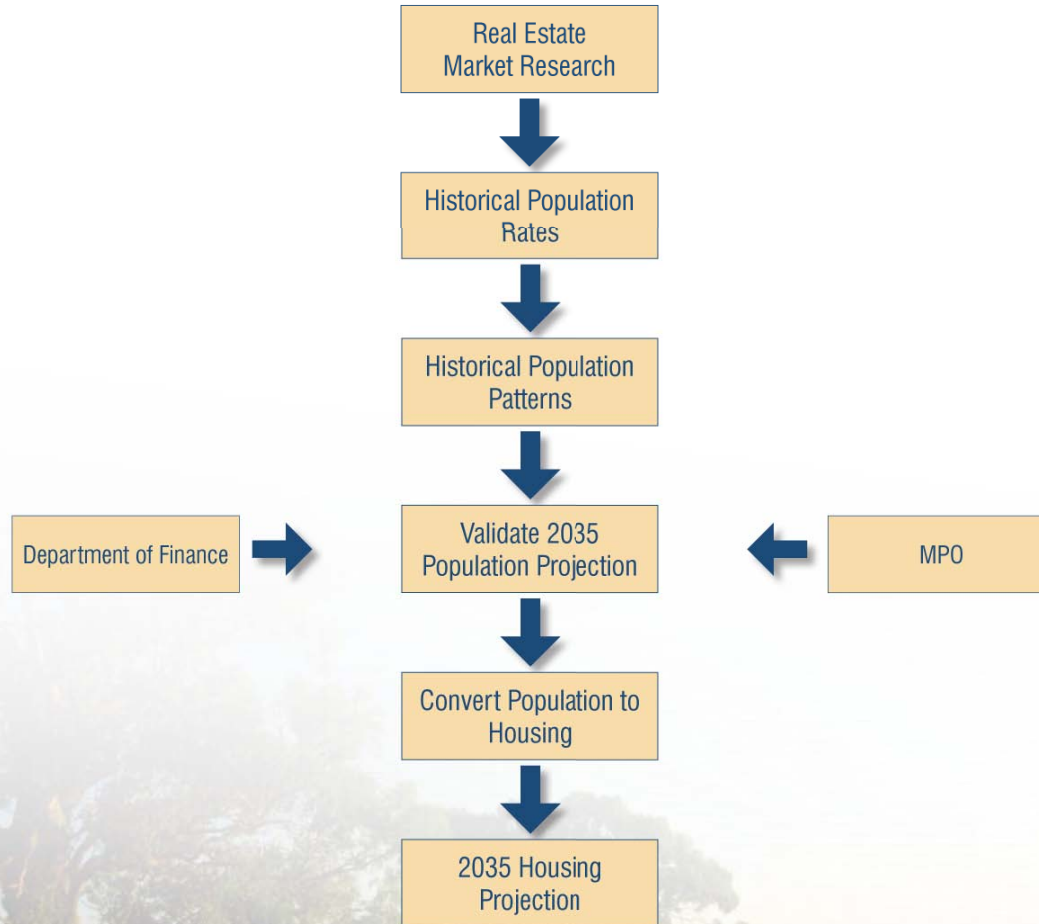 Real Estate
Market Research
Historical Population
Rates
Historical Population
Patterns
Department of Finance
Validate 2035
Population Projection
MPO
Convert Population to
Housing
2035 Housing
Projection